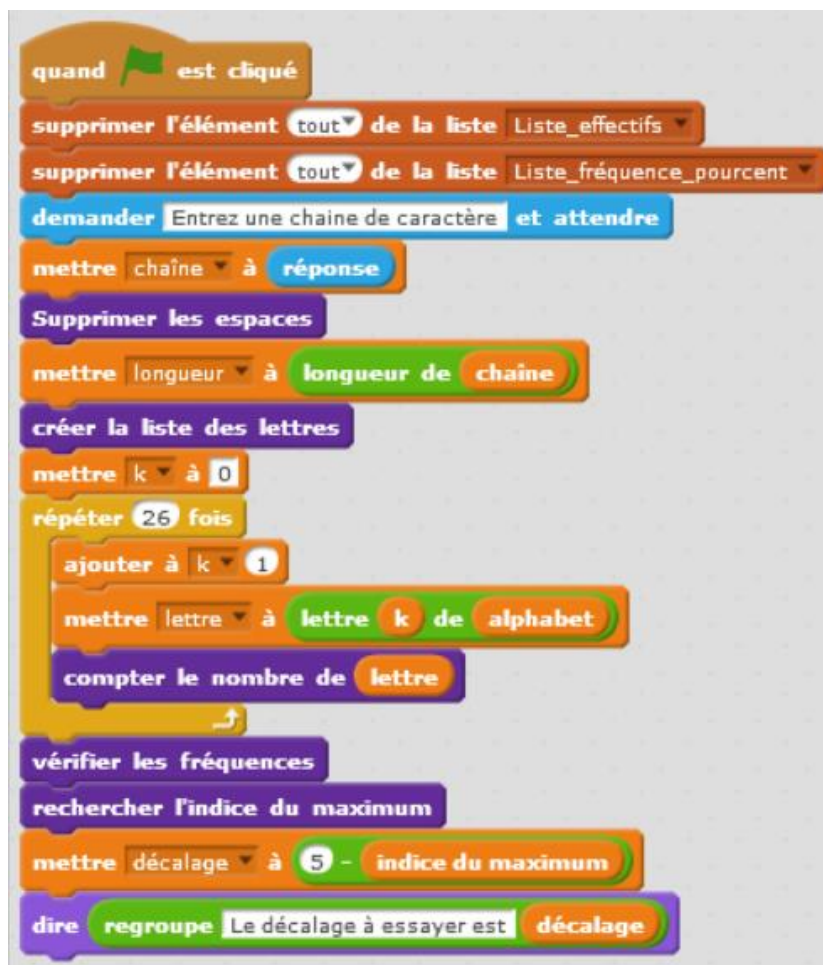 quand est cliqué
supprimer l'élément tout de la liste Liste_effectifs
supprimer l'élément tout de la liste Liste_fréquence_pourcent
demander Entrez une chaine de caractère et attendre
mettre chaîne à réponse
Supprimer les espaces
mettre longueur à longueur de chaîne
créer la liste des lettres
mettre k à 0
répéter 26 fois
ajouter à k 1
mettre lettre à lettre k de alphabet
compter le nombre de lettre
vérifier les fréquences
rechercher l'indice du maximum
mettre décalage à 5 - indice du maximum
dire regroupe Le décalage à essayer est décalage